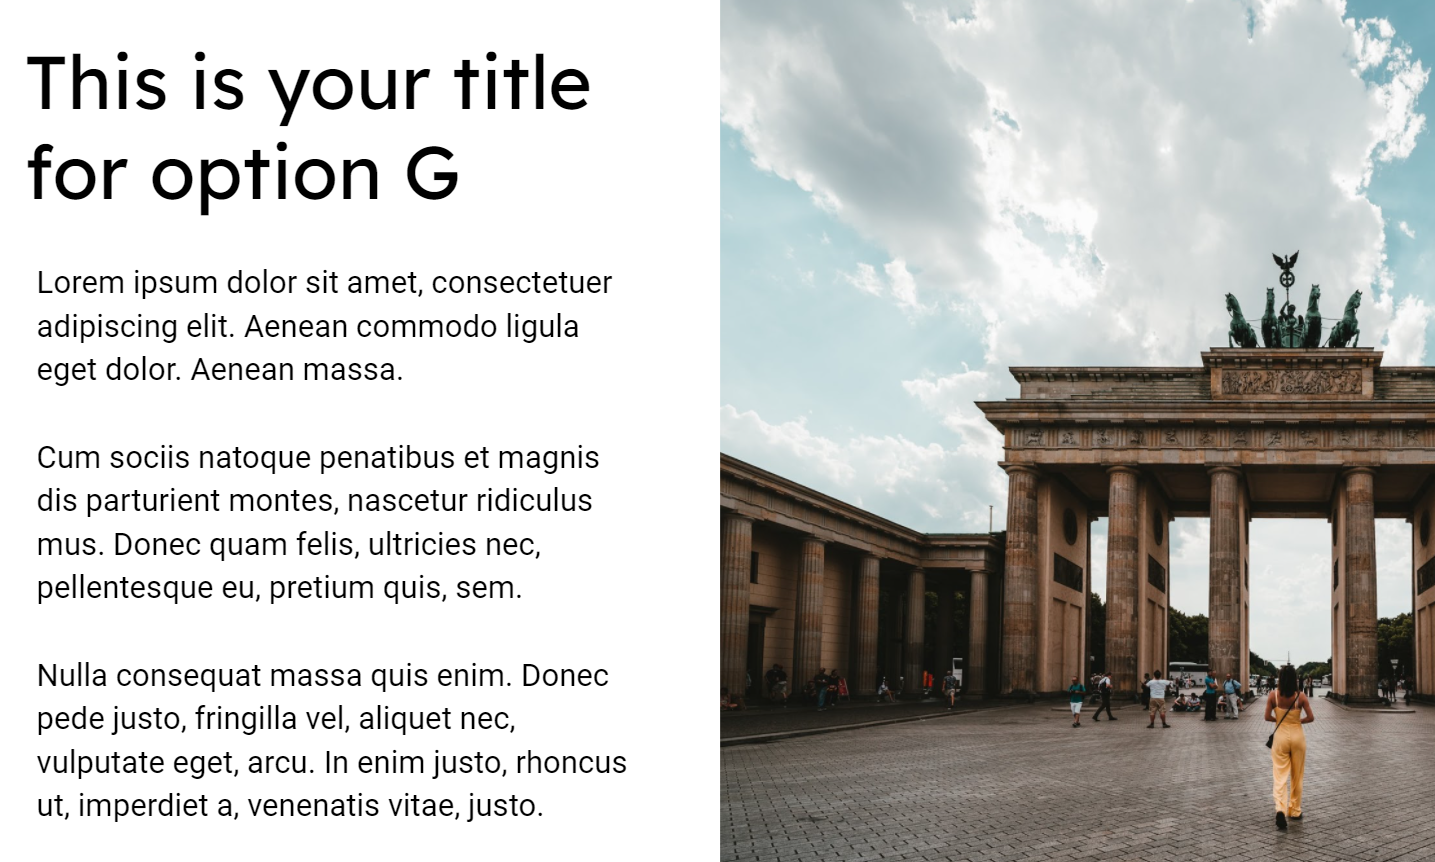 This is your title
for option G
Lorem ipsum dolor sit amet, consectetuer
adipiscing elit. Aenean commodo ligula
eget dolor. Aenean massa.
Cum sociis natoque penatibus et magnis
dis parturient montes, nascetur ridiculus
mus. Donec quam felis, ultricies nec,
pellentesque eu, pretium quis, sem.
Nulla consequat massa quis enim. Donec
pede justo, fringilla vel, aliquet nec,
vulputate eget, arcu. In enim justo, rhoncus
ut, imperdiet a, venenatis vitae, justo.